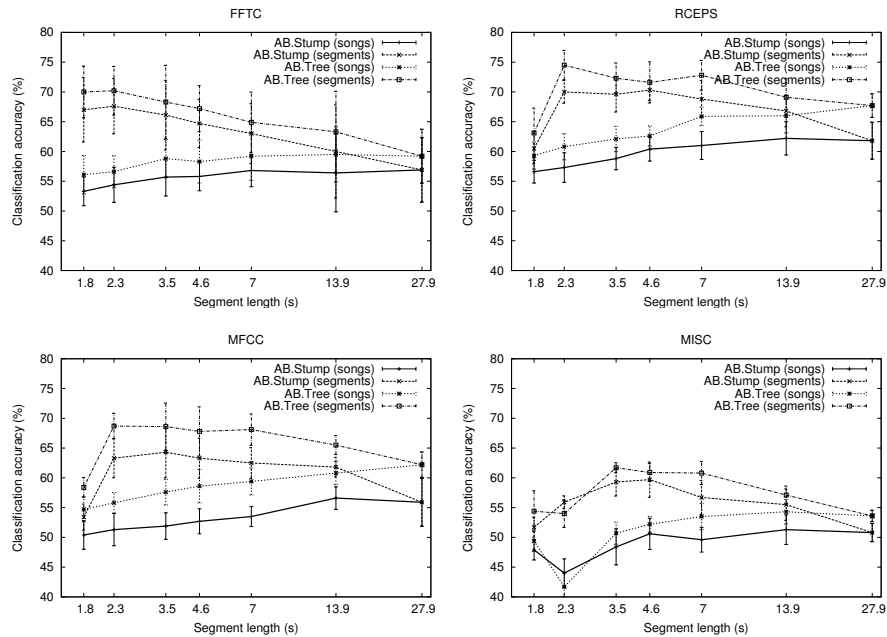 FFTC
80
75
70
65
60
55
50
45
40
Classification accuracy (%)
AB.Stump (songs)
AB.Stump (segments)
AB.Tree (songs)
AB.Tree (segments)
1.8 2.3 3.5 4.6 7 13.9 27.9
Segment length (s)
RCEPS
80
75
70
65
60
55
50
45
40
Classification accuracy (%)
AB.Stump (songs)
AB.Stump (segments)
AB.Tree (songs)
AB.Tree (segments)
1.8 2.3 3.5 4.6 7 13.9 27.9
Segment length (s)
MFCC
80
75
70
65
60
55
50
45
40
Classification accuracy (%)
AB.Stump (songs)
AB.Stump (segments)
AB.Tree (songs)
AB.Tree (segments)
1.8 2.3 3.5 4.6 7 13.9 27.9
Segment length (s)
MISC
80
75
70
65
60
55
50
45
40
Classification accuracy (%)
AB.Stump (songs)
AB.Stump (segments)
AB.Tree (songs)
AB.Tree (segments)
1.8 2.3 3.5 4.6 7 13.9 27.9
Segment length (s)